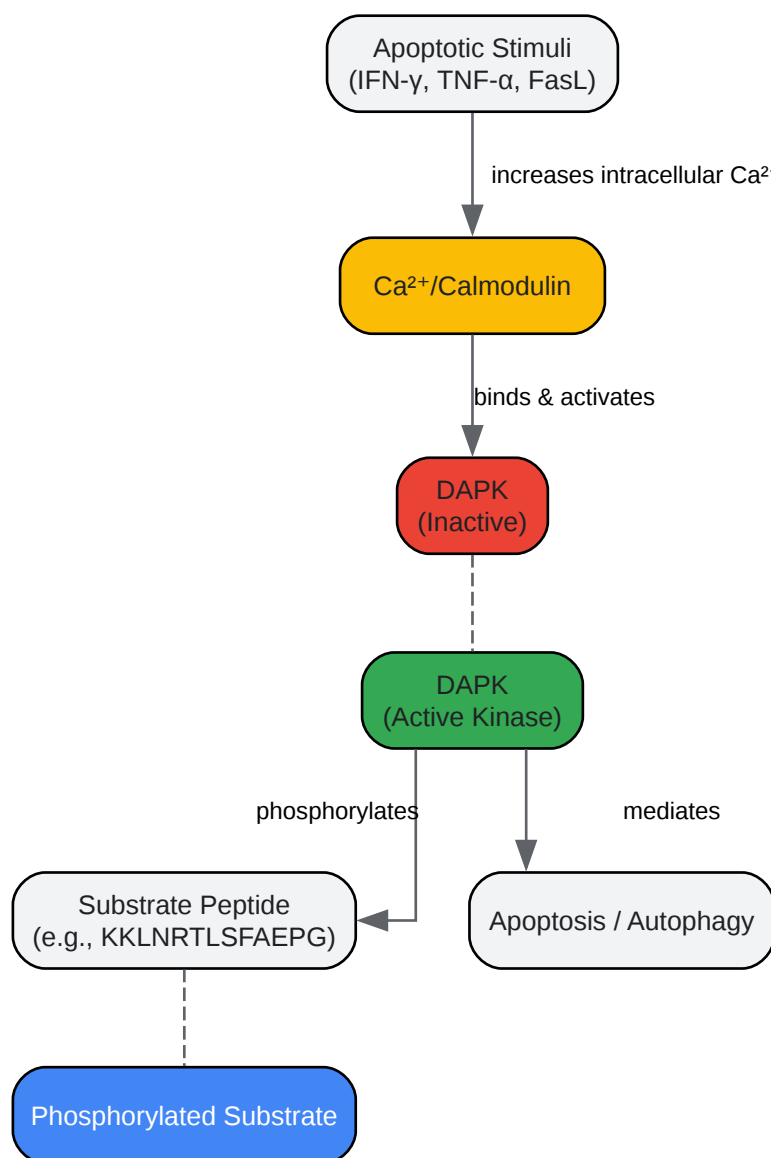 Apoptotic Stimuli
(IFN-γ, TNF-α, FasL)
increases intracellular Ca²⁺
Ca²⁺/Calmodulin
binds & activates
DAPK
(Inactive)
DAPK
(Active Kinase)
phosphorylates
mediates
Substrate Peptide
(e.g., KKLNRTLSFAEPG)
Apoptosis / Autophagy
Phosphorylated Substrate